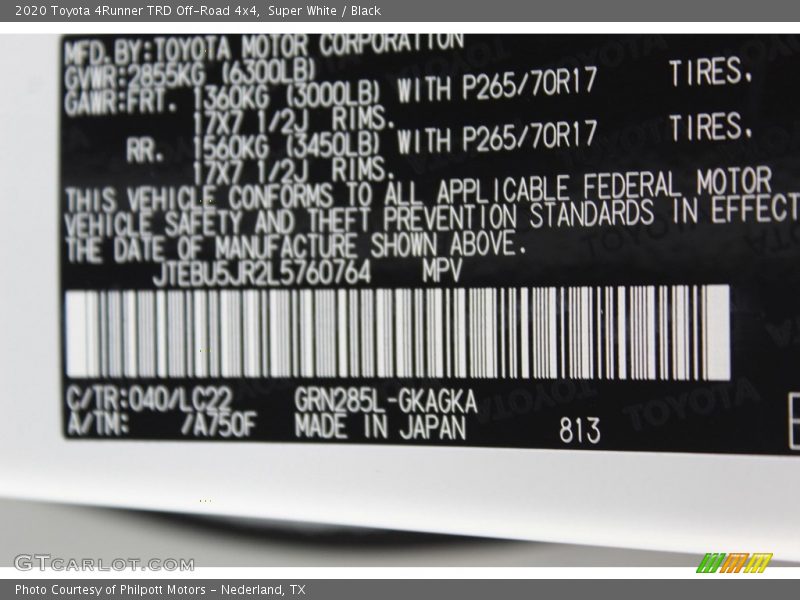 2020 Toyota 4Runner TRD Off-Road 4x4, Super White / Black
MFD.BY:TOYOTA MOTOR CORPORATION
GVWR:2855KG (6300LB)
GAWR:FRT. 1360KG (3000LB) WITH P265/70R17 TIRES.
17X7 1/2J RIMS.
RR. 1560KG (3450LB) WITH P265/70R17 TIRES.
17X7 1/2J RIMS.
THIS VEHICLE CONFORMS TO ALL APPLICABLE FEDERAL MOTOR
VEHICLE SAFETY AND THEFT PREVENTION STANDARDS IN EFFECT
THE DATE OF MANUFACTURE SHOWN ABOVE.
JTEBU5JR2L5760764 MPV
C/TR:040/LC22 GRN285L-GKAGKA
A/TM: /A750F MADE IN JAPAN 813
GTcarlot.com
Photo Courtesy of Philpott Motors - Nederland, TX